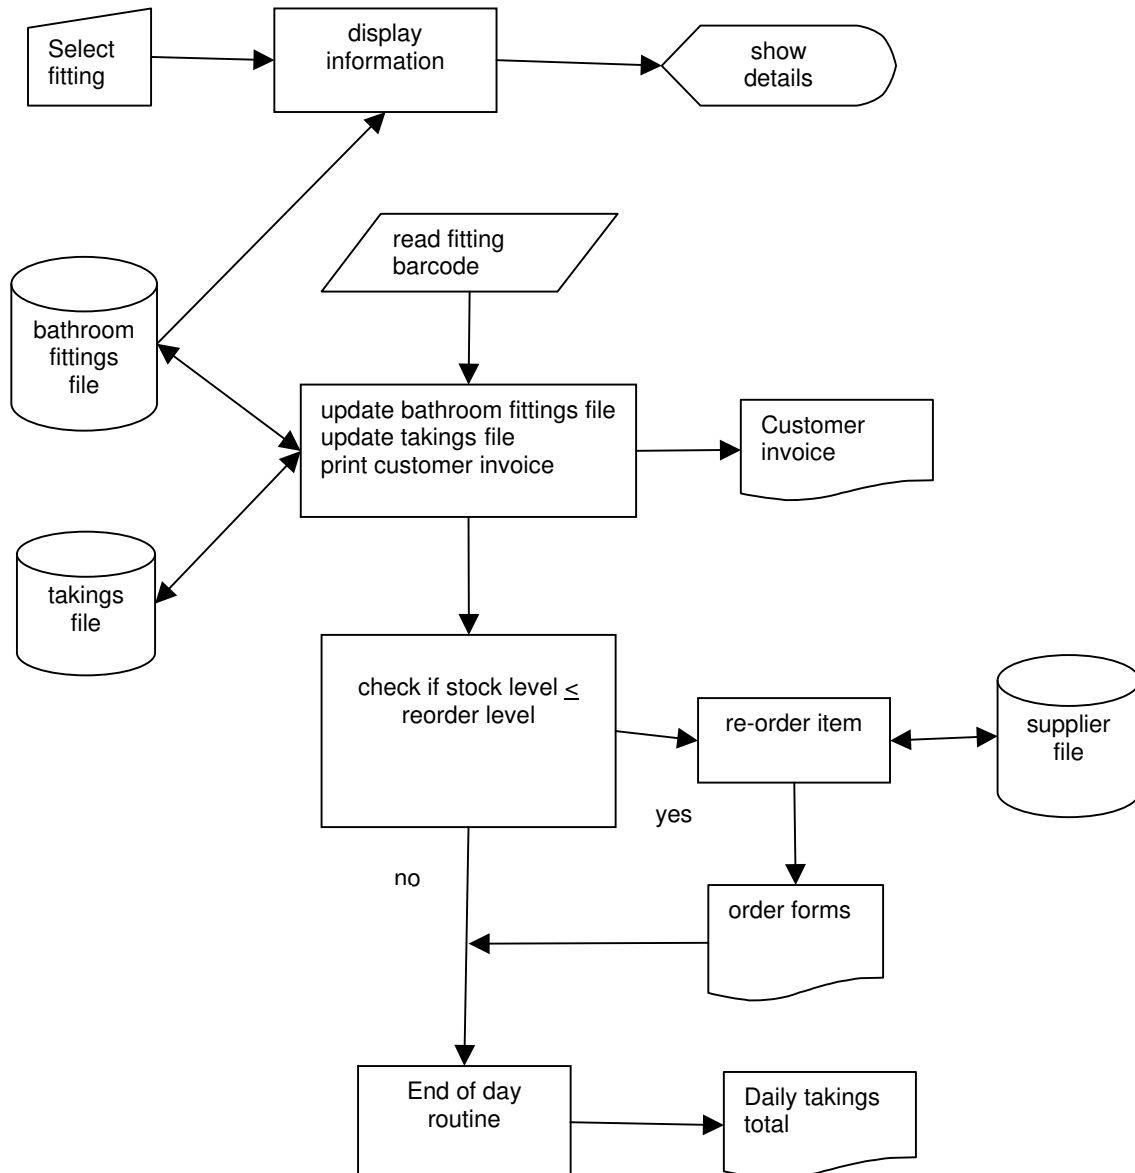 Select
fitting
display
information
show
details
read fitting
barcode
bathroom
fittings
file
update bathroom fittings file
update takings file
print customer invoice
Customer
invoice
takings
file
check if stock level ≤
reorder level
re-order item
supplier
file
yes
no
order forms
End of day
routine
Daily takings
total